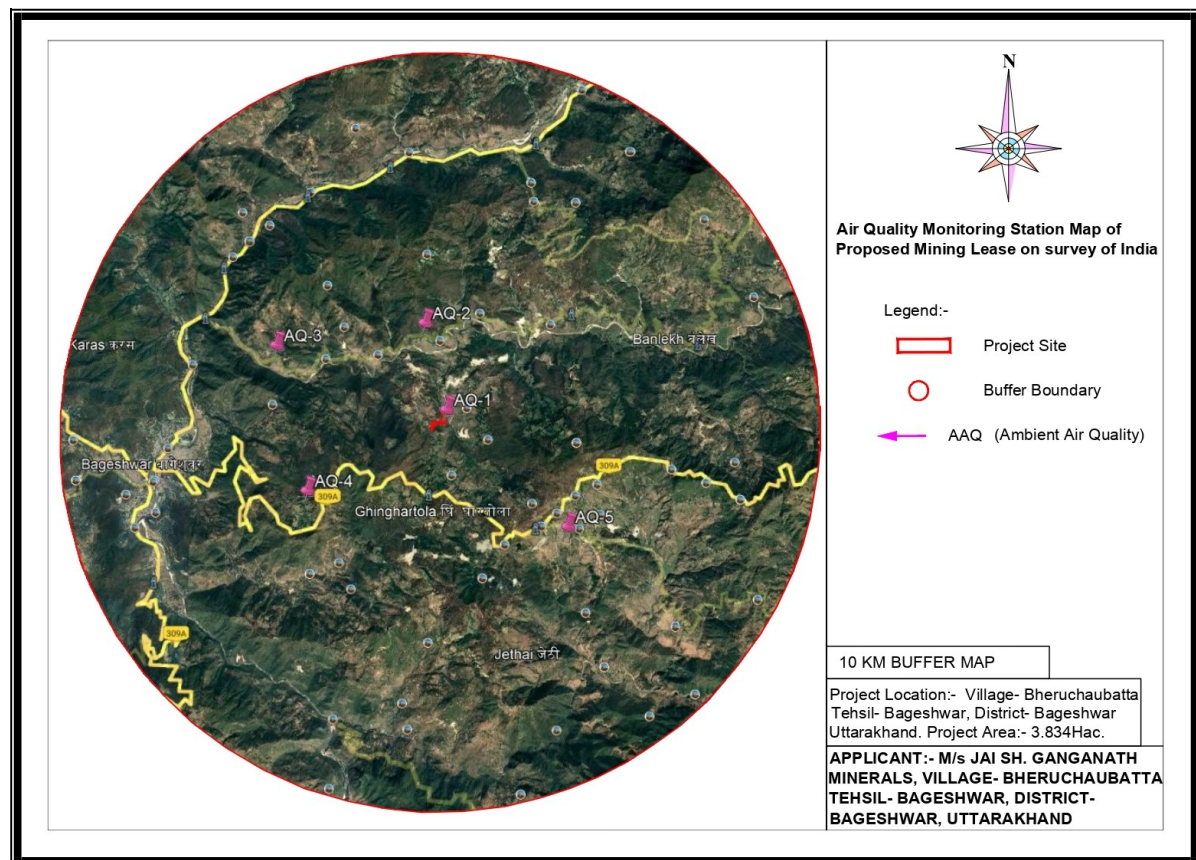 N
Air Quality Monitoring Station Map of
Proposed Mining Lease on survey of India
Legend:-
Project Site
Buffer Boundary
AAQ (Ambient Air Quality)
AQ-2
AQ-3
Banlekh बनलेख
Karas करस
AQ-1
Bageshwar बागेश्वर
309A
AQ-4
309A
Ghinghartola
AQ-5
309A
Jethai जेठी
10 KM BUFFER MAP
Project Location:- Village- Bheruchaubatta
Tehsil- Bageshwar, District- Bageshwar
Uttarakhand. Project Area:- 3.834Hac.
APPLICANT:- M/s JAI SH. GANGANATH
MINERALS, VILLAGE- BHERUCHAUBATTA
TEHSIL- BAGESHWAR, DISTRICT-
BAGESHWAR, UTTARAKHAND